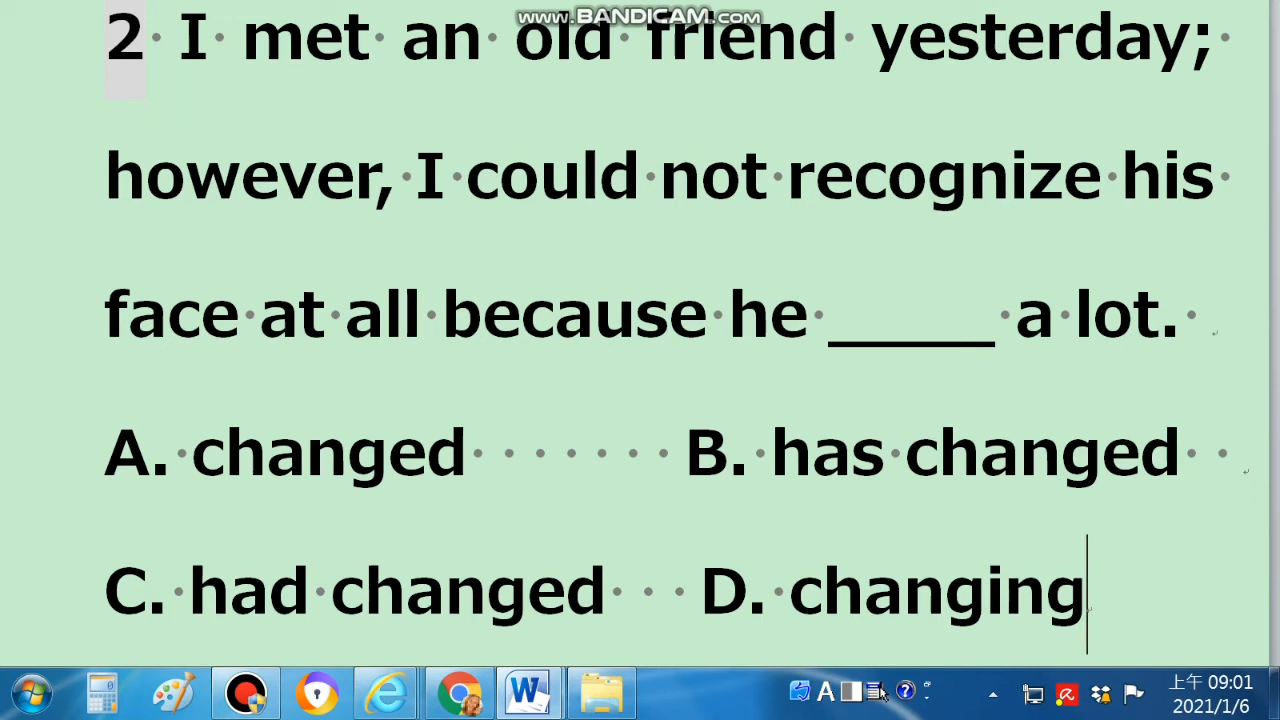 www.BANDICAM.com
2 I met an old friend yesterday;
however, I could not recognize his
face at all because he _____ a lot.
A. changed B. has changed
C. had changed D. changing
上午 09:01
2021/1/6